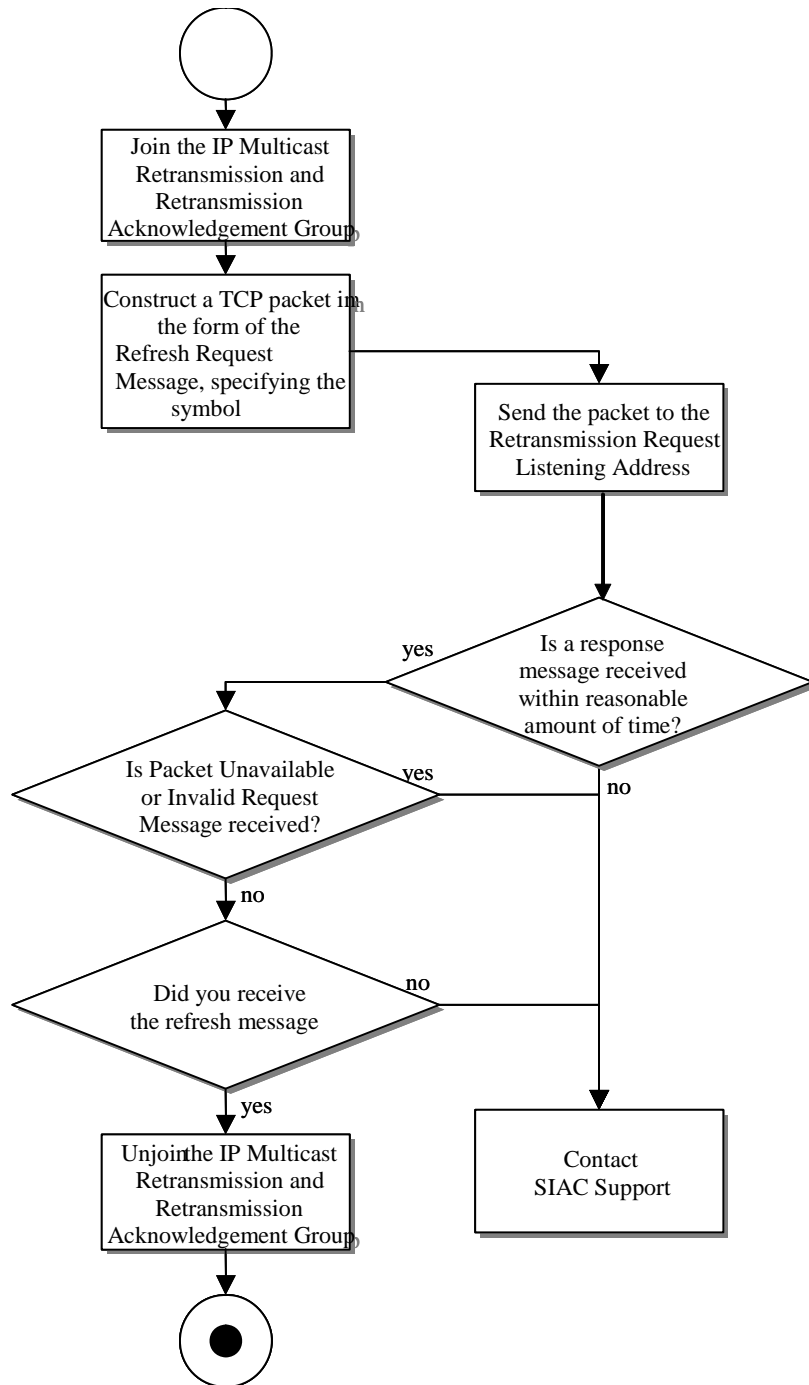 Join the IP Multicast
Retransmission and
Retransmission
Acknowledgement Group
Construct a TCP packet in
the form of the
Refresh Request
Message, specifying the
symbol
Send the packet to the
Retransmission Request
Listening Address
Is a response
message received
within reasonable
amount of time?
yes
no
Is Packet Unavailable
or Invalid Request
Message received?
yes
no
Did you receive
the refresh message
no
yes
Unjoin the IP Multicast
Retransmission and
Retransmission
Acknowledgement Group
Contact
SIAC Support